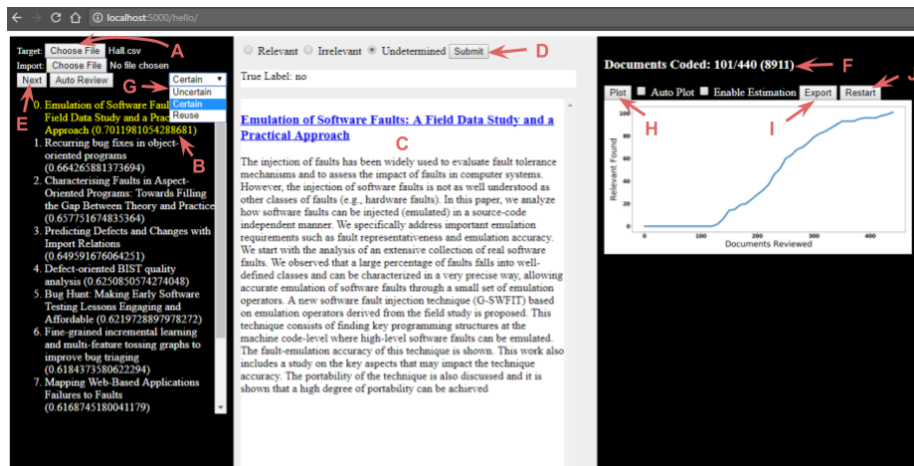 localhost:5000/hello/
Target: Choose File Hall.csv
A
Import: Choose File No file chosen
Next Auto Review Certain
G
Uncertain
Certain
Reuse
E
B
0. Emulation of Software Faul
Field Data Study and a Prac
Approach (0.7011981054288681)
1. Recurring bug fixes in object-
oriented programs
(0.664265881373694)
2. Characterising Faults in Aspect-
Oriented Programs: Towards Filling
the Gap Between Theory and Practice
(0.657751674835364)
3. Predicting Defects and Changes with
Import Relations
(0.649591676064251)
4. Defect-oriented BIST quality
analysis (0.6250850574274048)
5. Bug Hunt: Making Early Software
Testing Lessons Engaging and
Affordable (0.6219728897978272)
6. Fine-grained incremental learning
and multi-feature tossing graphs to
improve bug triaging
(0.6184373580622294)
7. Mapping Web-Based Applications
Failures to Faults
(0.6168745180041179)
Relevant Irrelevant Undetermined Submit
D
True Label: no
Emulation of Software Faults: A Field Data Study and a
Practical Approach
C
The injection of faults has been widely used to evaluate fault tolerance
mechanisms and to assess the impact of faults in computer systems.
However, the injection of software faults is not as well understood as
other classes of faults (e.g., hardware faults). In this paper, we analyze
how software faults can be injected (emulated) in a source-code
independent manner. We specifically address important emulation
requirements such as fault representativeness and emulation accuracy.
We start with the analysis of an extensive collection of real software
faults. We observed that a large percentage of faults falls into well-
defined classes and can be characterized in a very precise way, allowing
accurate emulation of software faults through a small set of emulation
operators. A new software fault injection technique (G-SWFIT) based
on emulation operators derived from the field study is proposed. This
technique consists of finding key programming structures at the
machine code-level where high-level software faults can be emulated.
The fault-emulation accuracy of this technique is shown. This work also
includes a study on the key aspects that may impact the technique
accuracy. The portability of the technique is also discussed and it is
shown that a high degree of portability can be achieved
Documents Coded: 101/440 (8911)
F
J
Plot Auto Plot Enable Estimation Export Restart
H
I
Relevant Found
100
80
60
40
20
0
0 100 200 300 400
Documents Reviewed